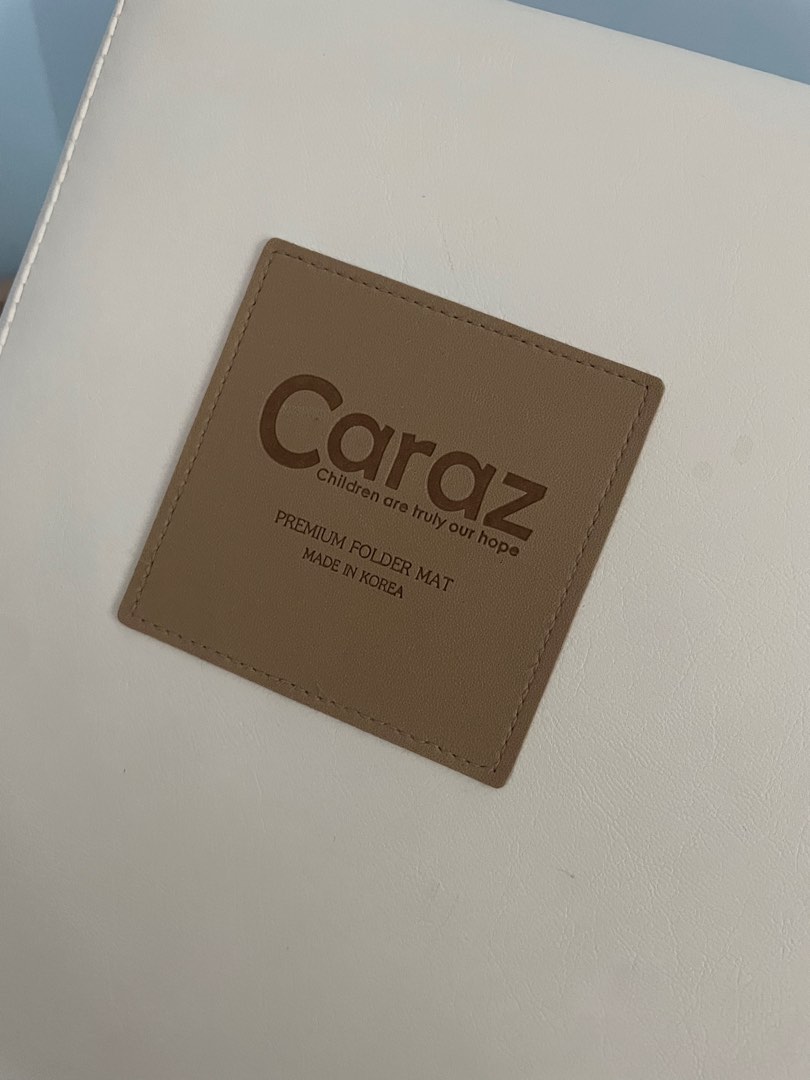 Caraz
Children are truly our hope
PREMIUM FOLDER MAT
MADE IN KOREA